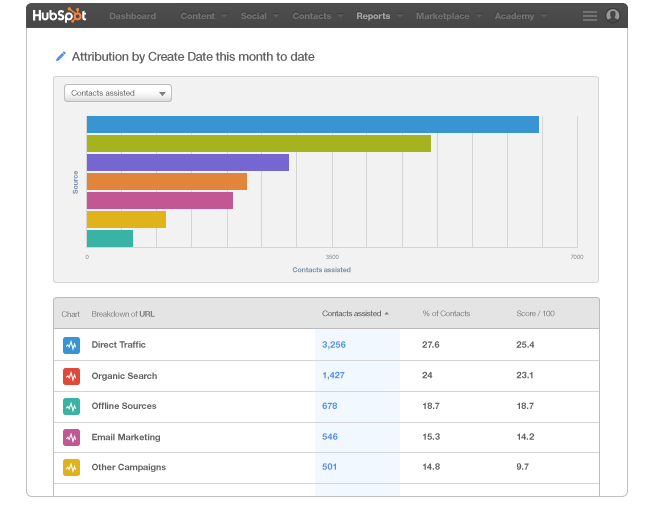 HubSpot Dashboard Content Social Contacts Reports Marketplace Academy
Attribution by Create Date this month to date
Contacts assisted
Source
0 3500 7000
Contacts assisted
Chart Breakdown of URL Contacts assisted % of Contacts Score / 100
Direct Traffic 3,256 27.6 25.4
Organic Search 1,427 24 23.1
Offline Sources 678 18.7 18.7
Email Marketing 546 15.3 14.2
Other Campaigns 501 14.8 9.7